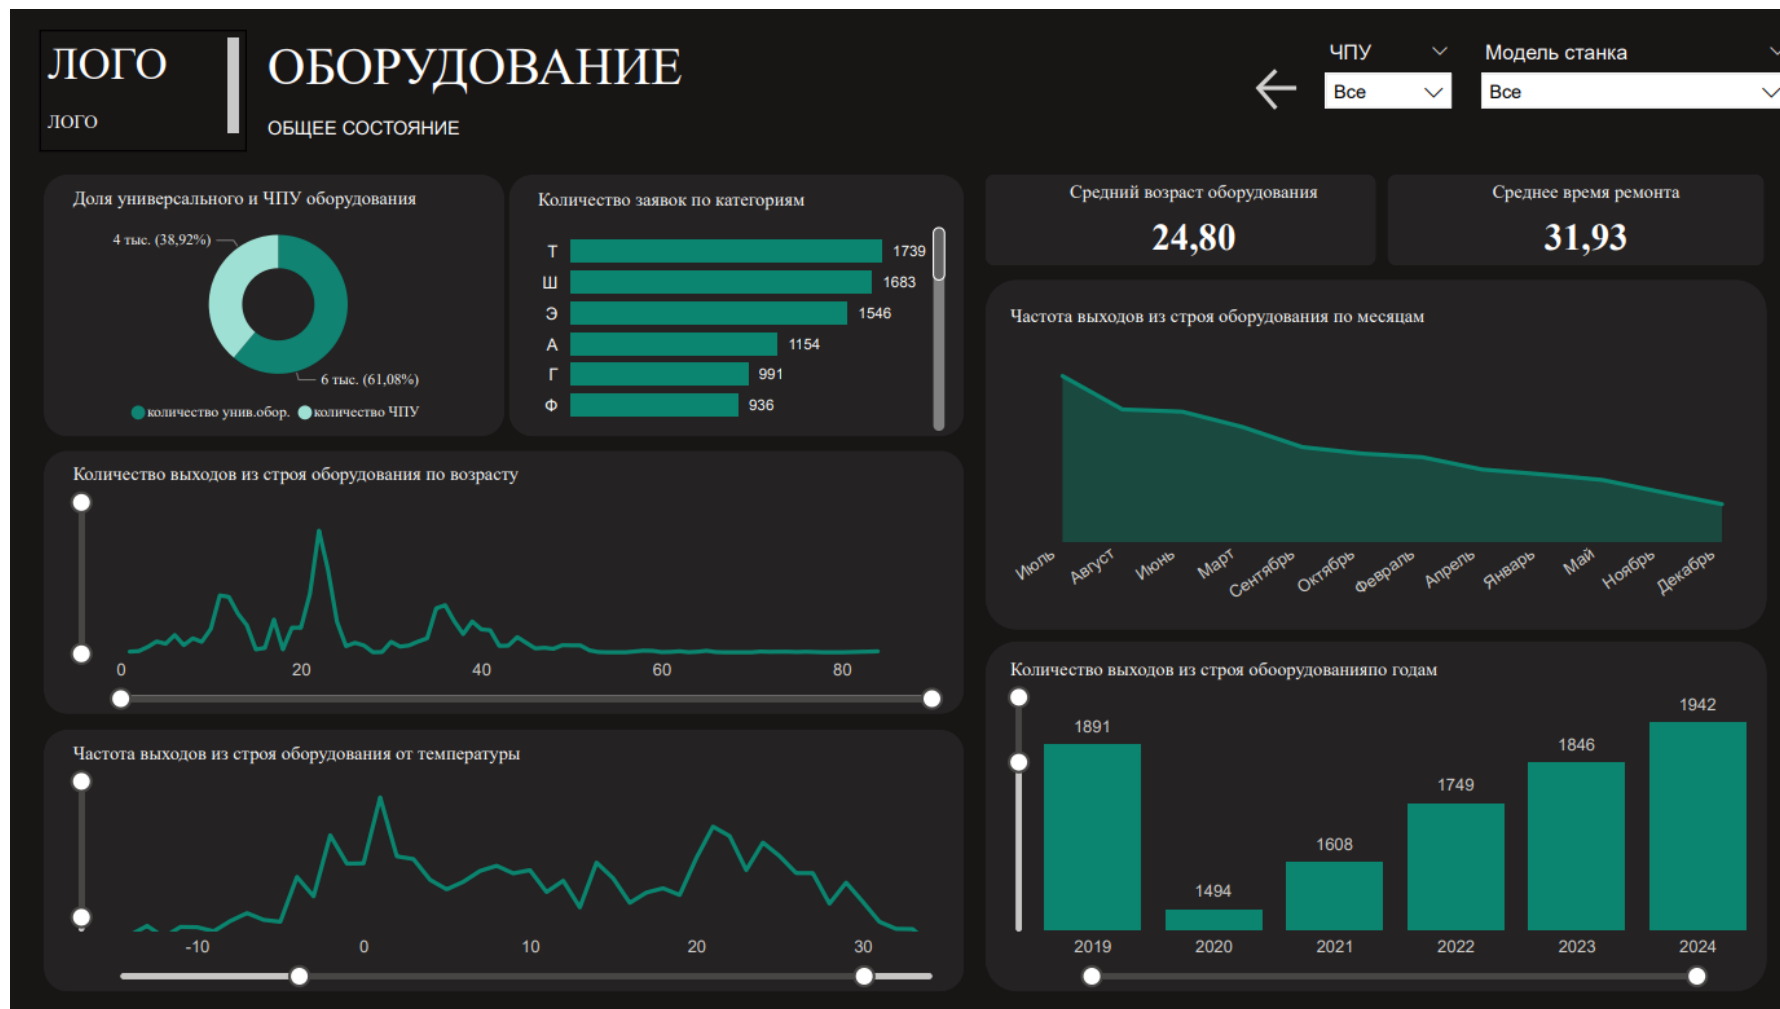 ЛОГО
ЛОГО
ОБОРУДОВАНИЕ
ОБЩЕЕ СОСТОЯНИЕ
ЧПУ
Все
Модель станка
Все
Доля универсального и ЧПУ оборудования
4 тыс. (38,92%)
6 тыс. (61,08%)
количество унив.обор. количество ЧПУ
Количество заявок по категориям
Т 1739
Ш 1683
Э 1546
А 1154
Г 991
Ф 936
Средний возраст оборудования
24,80
Среднее время ремонта
31,93
Частота выходов из строя оборудования по месяцам
Июль Август Июнь Март Сентябрь Октябрь Февраль Апрель Январь Май Ноябрь Декабрь
Количество выходов из строя оборудования по возрасту
0 20 40 60 80
Частота выходов из строя оборудования от температуры
-10 0 10 20 30
Количество выходов из строя обоорудованияпо годам
1891 1494 1608 1749 1846 1942
2019 2020 2021 2022 2023 2024